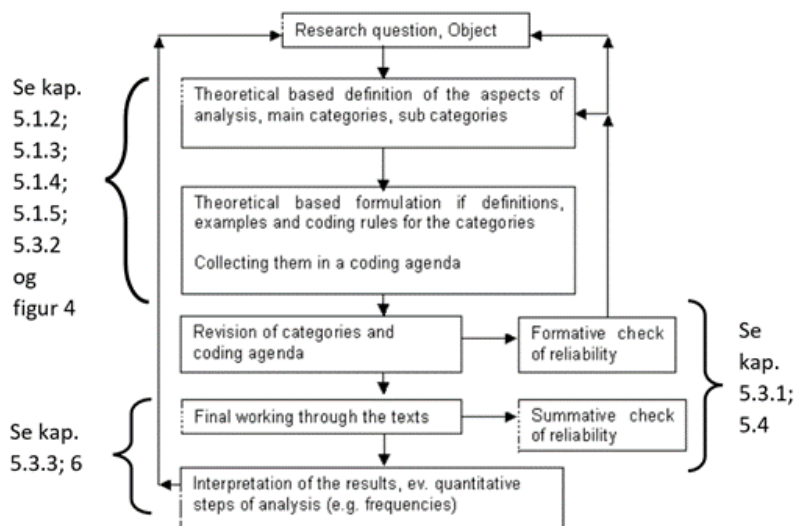 Research question, Object
Se kap.
5.1.2;
5.1.3;
5.1.4;
5.1.5;
5.3.2
og
figur 4
Theoretical based definition of the aspects of
analysis, main categories, sub categories
Theoretical based formulation if definitions,
examples and coding rules for the categories
Collecting them in a coding agenda
Revision of categories and
coding agenda
Formative check
of reliability
Se
kap.
5.3.1;
5.4
Final working through the texts
Summative check
of reliability
Se kap.
5.3.3; 6
Interpretation of the results, ev. quantitative
steps of analysis (e.g. frequencies)